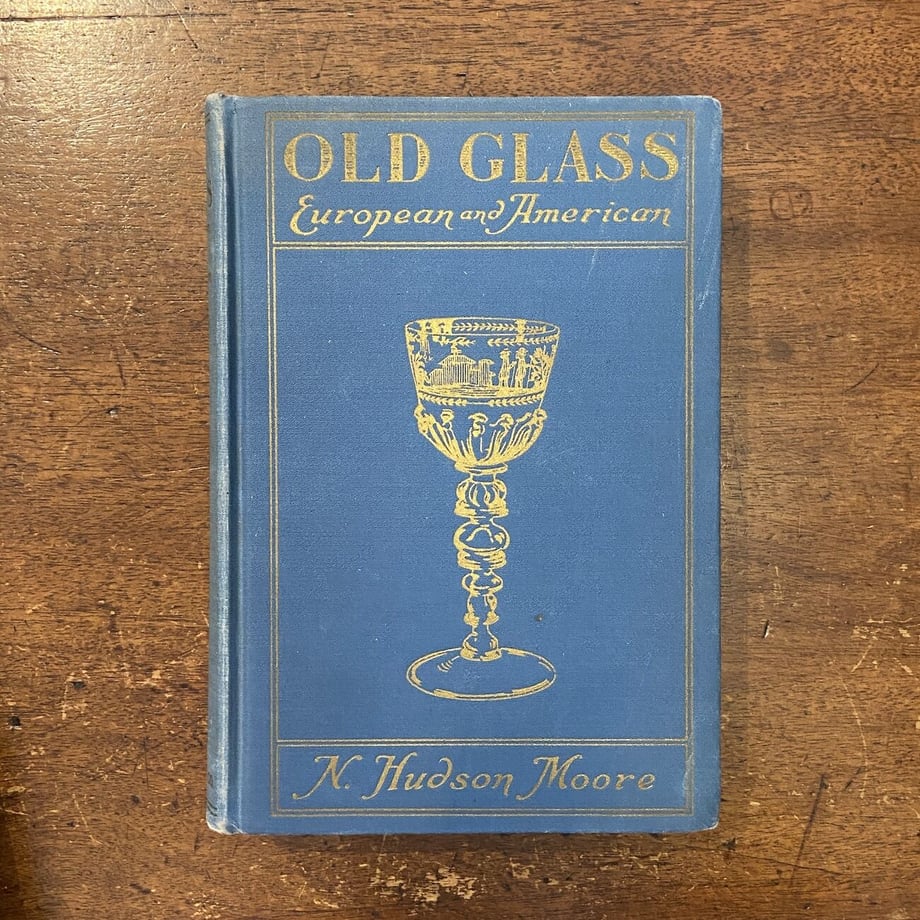 OLD GLASS
European and American
N. Hudson Moore